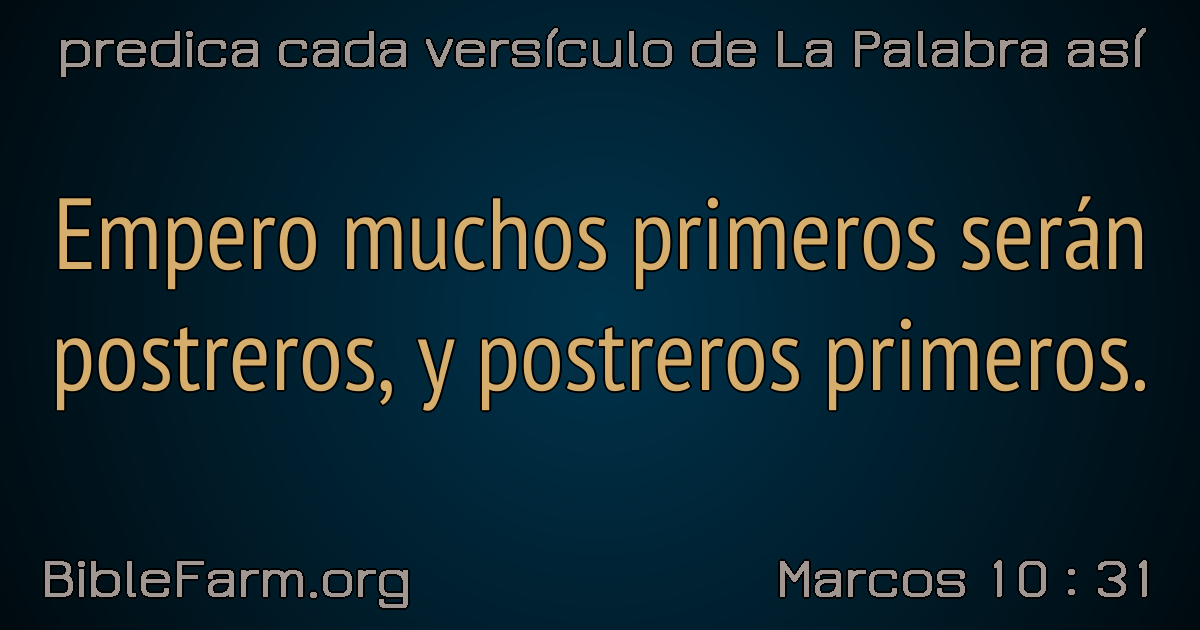 predica cada versículo de La Palabra así
Empero muchos primeros serán
postreros, y postreros primeros.
BibleFarm.org
Marcos 10 : 31